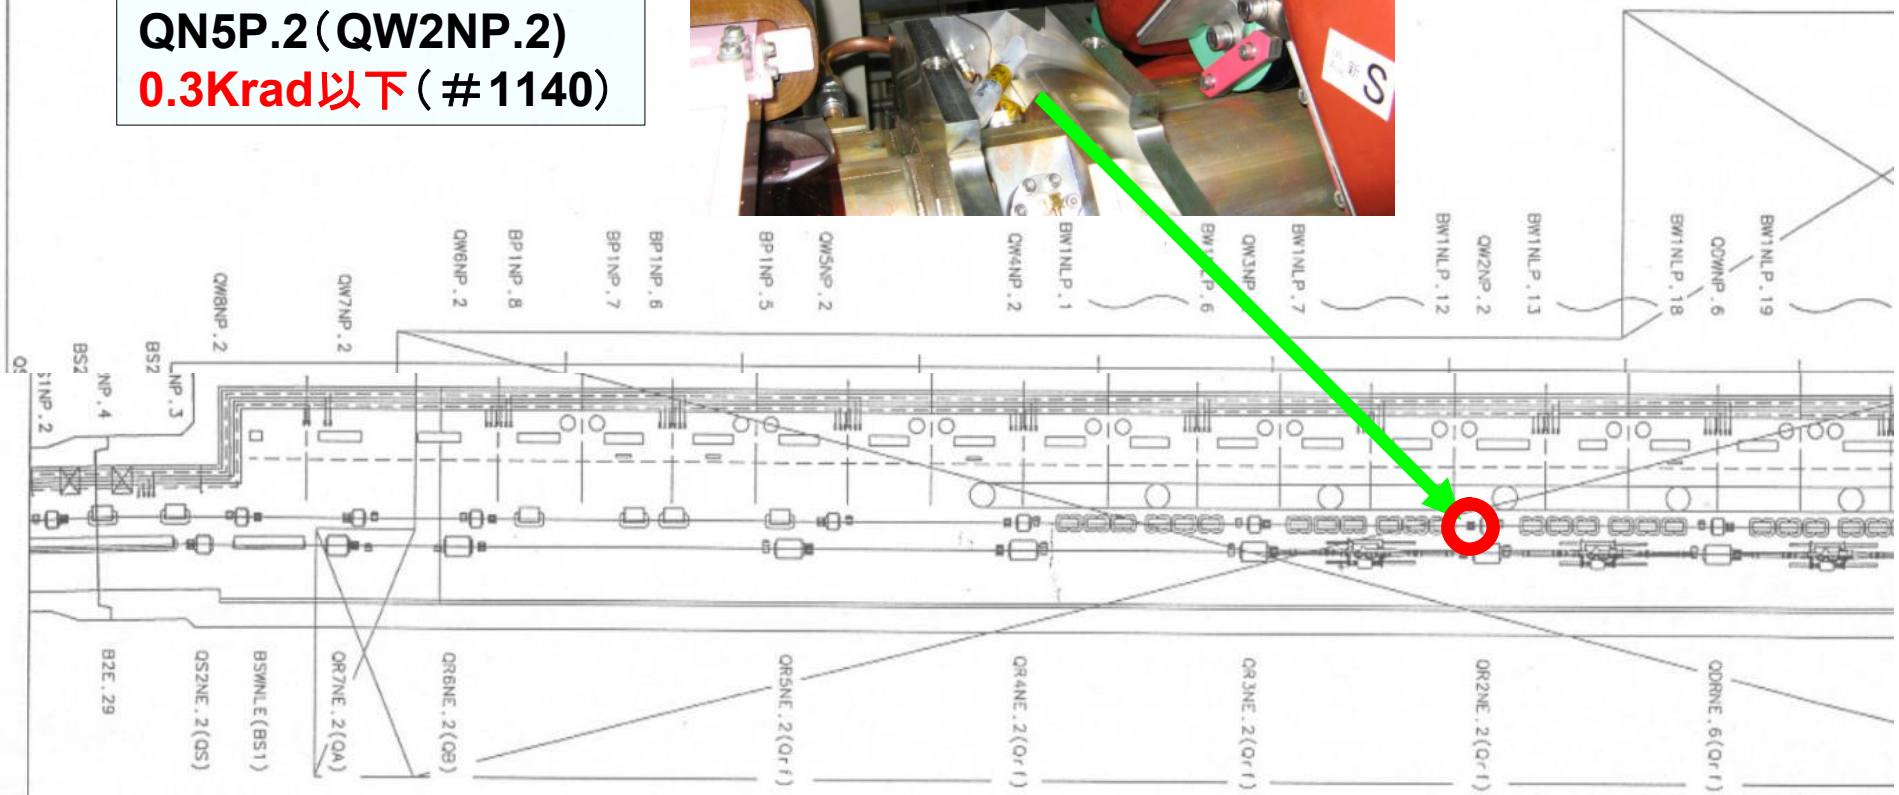 QN5P.2（QW2NP.2)
0.3Krad以下（＃1140）
S
QW8NP.2
QW7NP.2
QW6NP.2
BP1NP.8
BP1NP.7
BP1NP.6
BP1NP.5
QW5NP.2
QW4NP.2
BW1NLP.1
QW3NP
BW1NLP.7
BW1NLP.12
QW2NP.2
BW1NLP.13
BW1NLP.18
QDWNP.6
BW1NLP.19
BS2
NP.4
BS2
NP.3
B2E.29
QS2NE.2(QS)
BSWNLE(BS1)
QR7NE.2(QA)
QR6NE.2(QB)
QR5NE.2(Qrf)
QR4NE.2(Qrf)
QR3NE.2(Qrf)
QR2NE.2(Qrf)
QDRNE.6(Qrf)